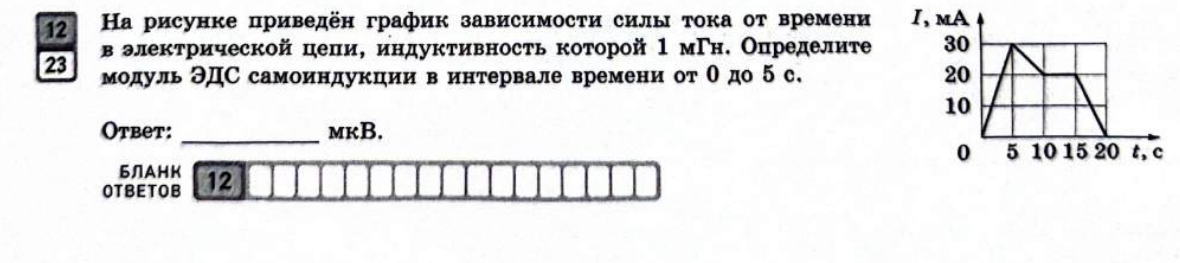 12
23
На рисунке приведён график зависимости силы тока от времени
в электрической цепи, индуктивность которой 1 мГн. Определите
модуль ЭДС самоиндукции в интервале времени от 0 до 5 с.
Ответ: ____________ мкВ.
БЛАНК
ОТВЕТОВ
12
I, мА
30
20
10
0 5 10 15 20 t, с